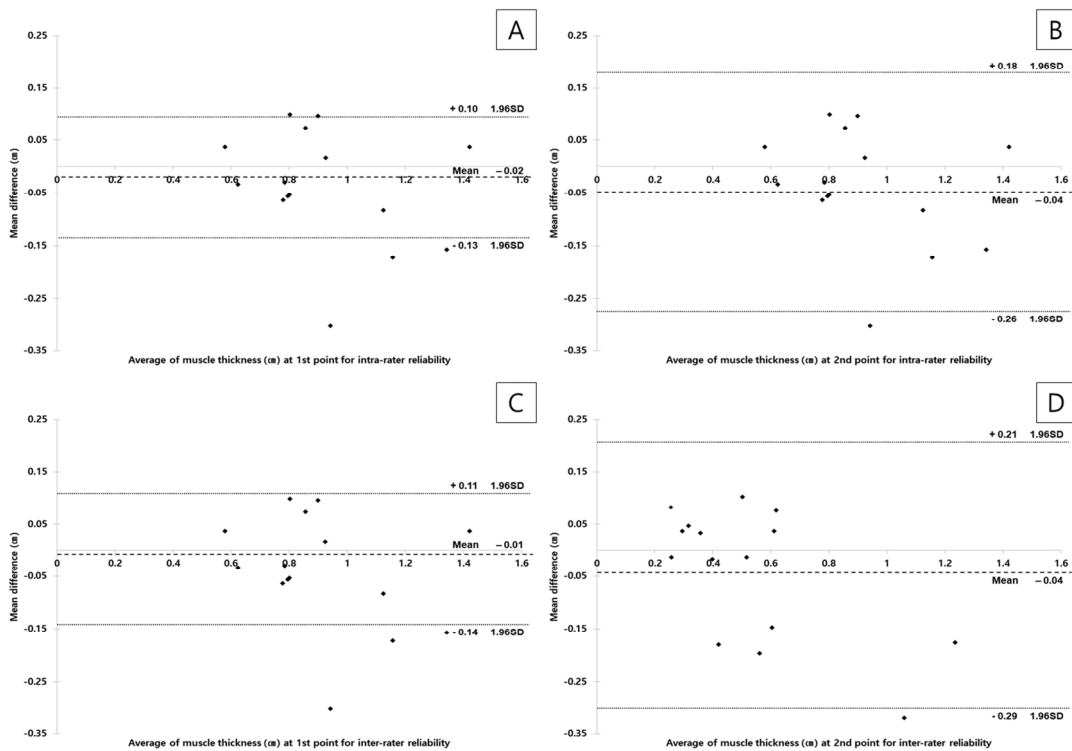 A
0.25
0.15
0.05
-0.05
-0.15
-0.25
-0.35
Mean difference (㎝)
0 0.2 0.4 0.6 0.8 1 1.2 1.4 1.6
+ 0.10 1.96SD
Mean – 0.02
- 0.13 1.96SD
Average of muscle thickness (㎝) at 1st point for intra-rater reliability
B
0.25
0.15
0.05
-0.05
-0.15
-0.25
-0.35
Mean difference (㎝)
0 0.2 0.4 0.6 0.8 1 1.2 1.4 1.6
+ 0.18 1.96SD
Mean – 0.04
- 0.26 1.96SD
Average of muscle thickness (㎝) at 2nd point for intra-rater reliability
C
0.25
0.15
0.05
-0.05
-0.15
-0.25
-0.35
Mean difference (㎝)
0 0.2 0.4 0.6 0.8 1 1.2 1.4 1.6
+ 0.11 1.96SD
Mean – 0.01
- 0.14 1.96SD
Average of muscle thickness (㎝) at 1st point for inter-rater reliability
D
0.25
0.15
0.05
-0.05
-0.15
-0.25
-0.35
Mean difference (㎝)
0 0.2 0.4 0.6 0.8 1 1.2 1.4 1.6
+ 0.21 1.96SD
Mean – 0.04
- 0.29 1.96SD
Average of muscle thickness (㎝) at 2nd point for inter-rater reliability